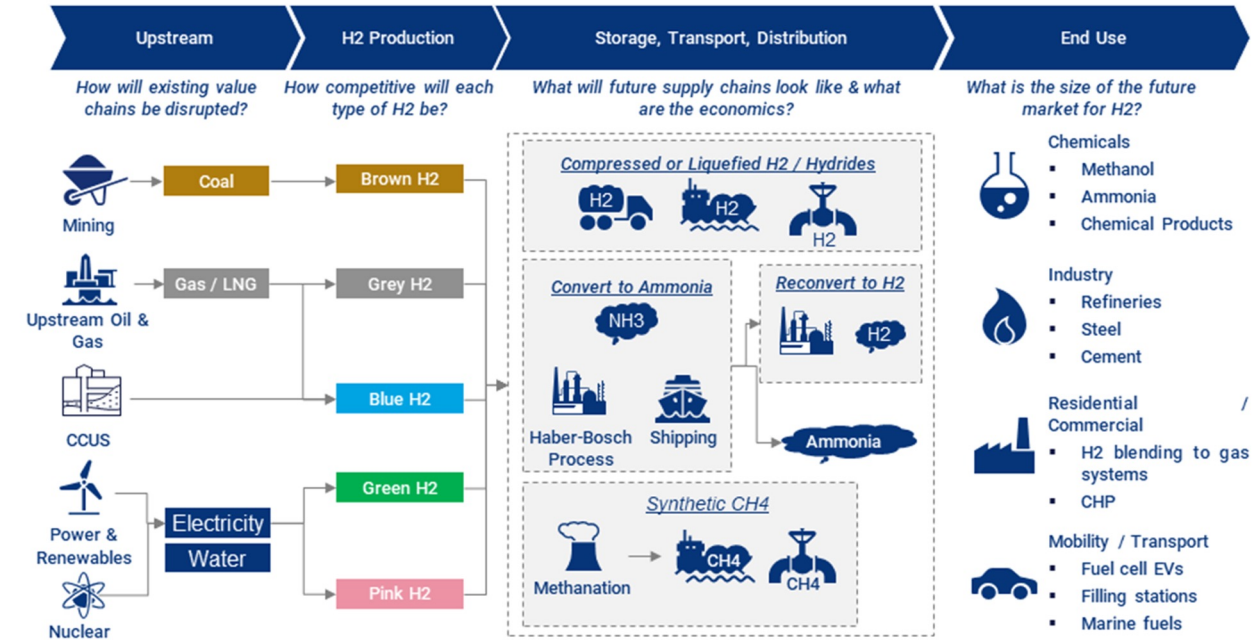 Upstream
H2 Production
Storage, Transport, Distribution
End Use
How will existing value
chains be disrupted?
How competitive will each
type of H2 be?
What will future supply chains look like & what
are the economics?
What is the size of the future
market for H2?
Mining
Coal
Brown H2
Upstream Oil &
Gas
Gas / LNG
Grey H2
CCUS
Blue H2
Power &
Renewables
Nuclear
Electricity
Water
Green H2
Pink H2
Compressed or Liquefied H2 / Hydrides
H2
H2
H2
Convert to Ammonia
NH3
Haber-Bosch
Process
Shipping
Reconvert to H2
H2
Ammonia
Synthetic CH4
Methanation
CH4
CH4
Chemicals
▪ Methanol
▪ Ammonia
▪ Chemical Products
Industry
▪ Refineries
▪ Steel
▪ Cement
Residential /
Commercial
▪ H2 blending to gas
systems
▪ CHP
Mobility / Transport
▪ Fuel cell EVs
▪ Filling stations
▪ Marine fuels